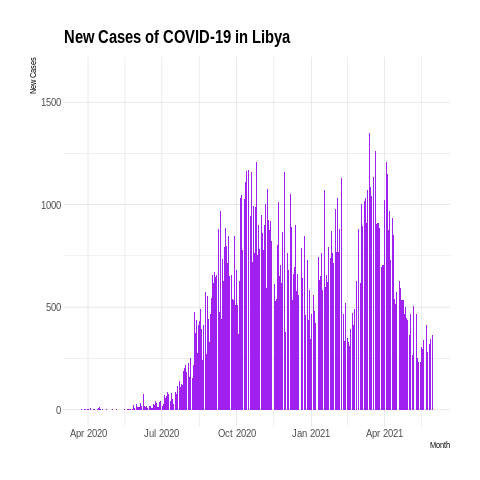 New Cases of COVID-19 in Libya
New Cases
1500
1000
500
0
Apr 2020 Jul 2020 Oct 2020 Jan 2021 Apr 2021
Month